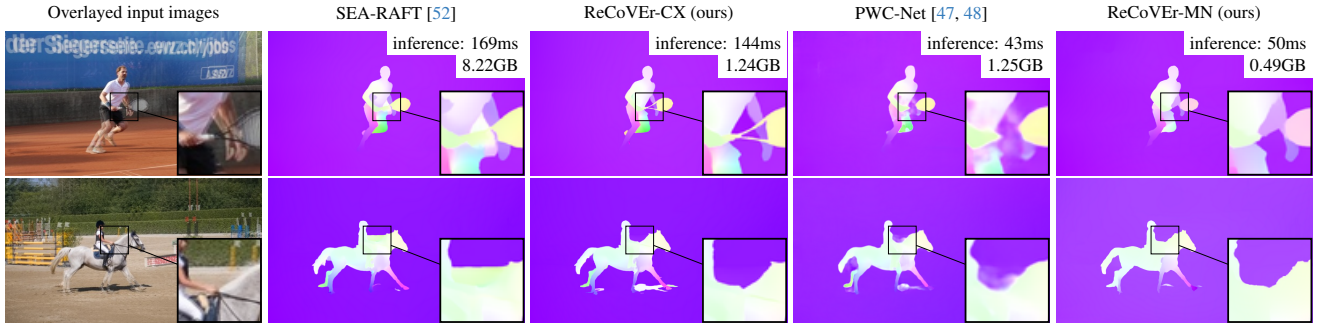 Overlayed input images
SEA-RAFT [52]
ReCoVEr-CX (ours)
PWC-Net [47, 48]
ReCoVEr-MN (ours)
inference: 169ms
8.22GB
inference: 144ms
1.24GB
inference: 43ms
1.25GB
inference: 50ms
0.49GB